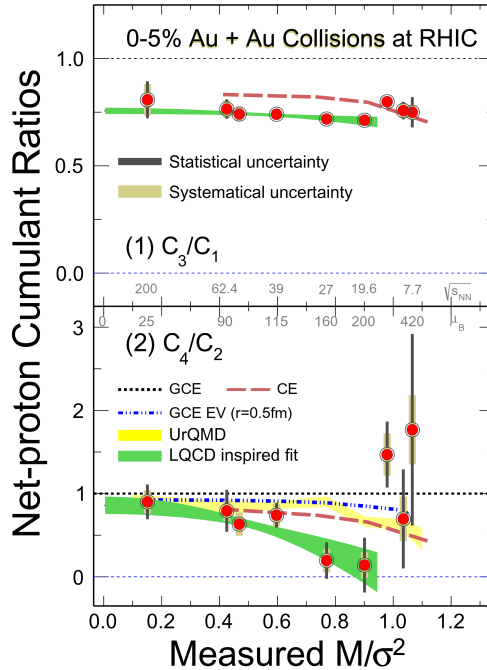 0-5% Au + Au Collisions at RHIC
1.0
0.5
0.0
Statistical uncertainty
Systematical uncertainty
(1) C₃/C₁
200 62.4 39 27 19.6 7.7 √s_NN
0 25 90 115 160 200 420 μ_B
(2) C₄/C₂
GCE CE
GCE EV (r=0.5fm)
UrQMD
LQCD inspired fit
3
2
1
0
0.0 0.2 0.4 0.6 0.8 1.0 1.2
Measured M/σ²
Net-proton Cumulant Ratios